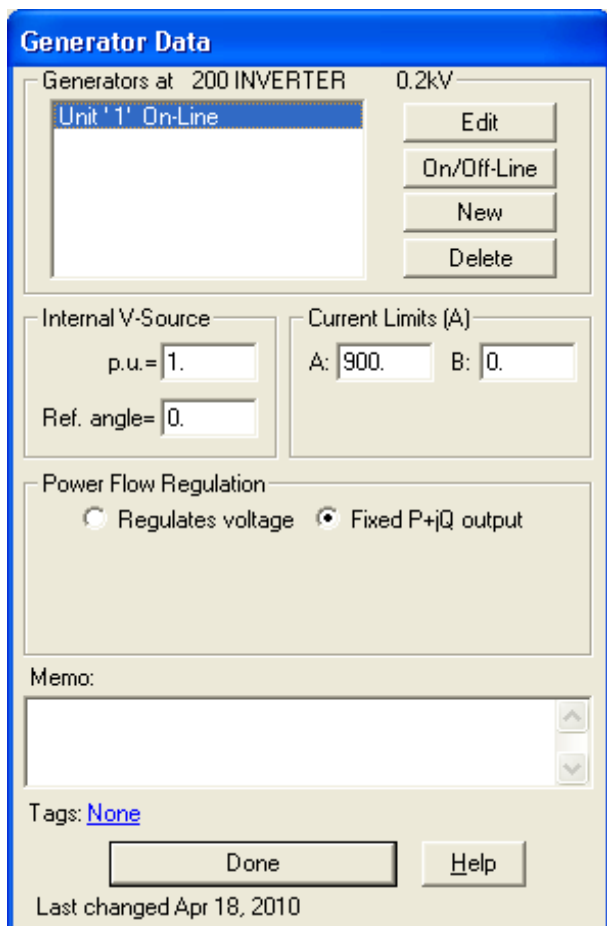 Generator Data
Generators at 200 INVERTER 0.2kV
Unit '1' On-Line
Edit
On/Off-Line
New
Delete
Internal V-Source
p.u.= 1.
Ref. angle= 0.
Current Limits (A)
A: 900. B: 0.
Power Flow Regulation
Regulates voltage Fixed P+jQ output
Memo:
Tags: None
Done Help
Last changed Apr 18, 2010